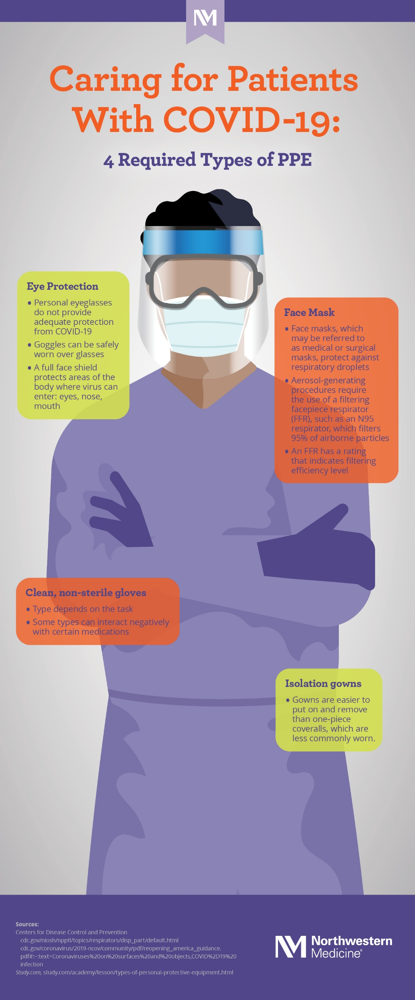 NM
Caring for Patients
With COVID-19:
4 Required Types of PPE
Eye Protection
• Personal eyeglasses
do not provide
adequate protection
from COVID-19
• Goggles can be safely
worn over glasses
• A full face shield
protects areas of the
body where virus can
enter: eyes, nose,
mouth
Face Mask
• Face masks, which
may be referred to
as medical or surgical
masks, protect against
respiratory droplets
• Aerosol-generating
procedures require
the use of a filtering
facepiece respirator
(FFR), such as an N95
respirator, which filters
95% of airborne particles
• An FFR has a rating
that indicates filtering
efficiency level
Clean, non-sterile gloves
• Type depends on the task
• Some types can interact negatively
with certain medications
Isolation gowns
• Gowns are easier to
put on and remove
than one-piece
coveralls, which are
less commonly worn.
Sources:
Centers for Disease Control and Prevention
cdc.gov/niosh/npptl/topics/respirators/disp_part/default.html
cdc.gov/coronavirus/2019-ncov/community/pdf/reopening_america_guidance.
pdf#:~:text=Coronaviruses%20on%20surfaces%20and%20objects,COVID%2D19%20
infection
Study.com, study.com/academy/lesson/types-of-personal-protective-equipment.html
NM Northwestern
Medicine®